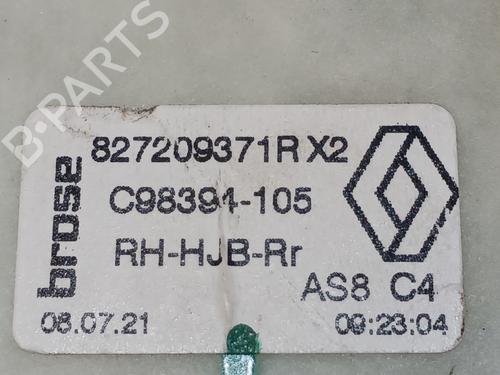 B-PARTS
brose
827209371R X2
C98394-105
RH-HJB-Rr
AS8 C4
08.07.21
09:23:04